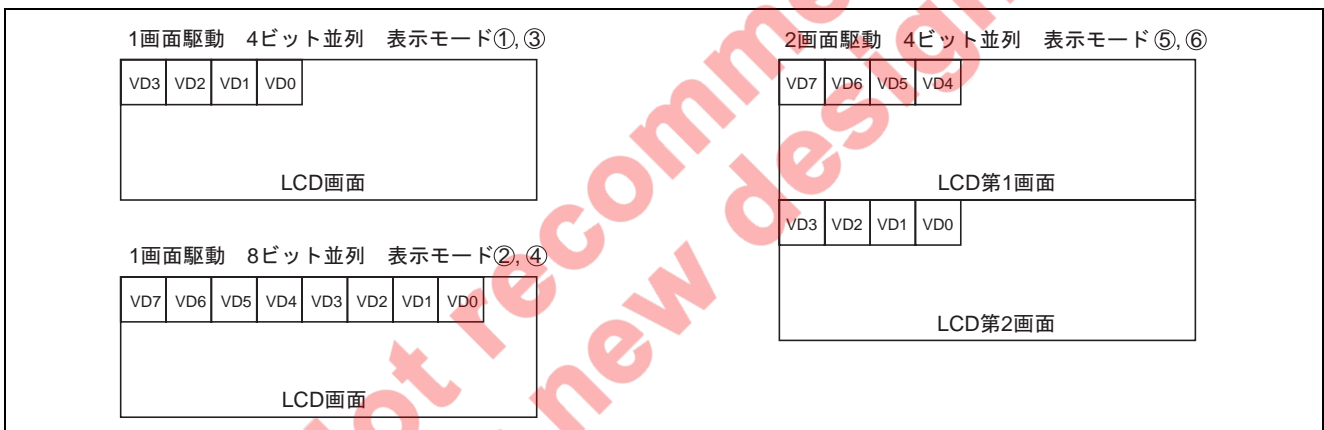 1画面駆動 4ビット並列 表示モード①, ③
VD3 VD2 VD1 VD0
LCD画面
1画面駆動 8ビット並列 表示モード②, ④
VD7 VD6 VD5 VD4 VD3 VD2 VD1 VD0
LCD画面
2画面駆動 4ビット並列 表示モード⑤, ⑥
VD7 VD6 VD5 VD4
LCD第1画面
VD3 VD2 VD1 VD0
LCD第2画面